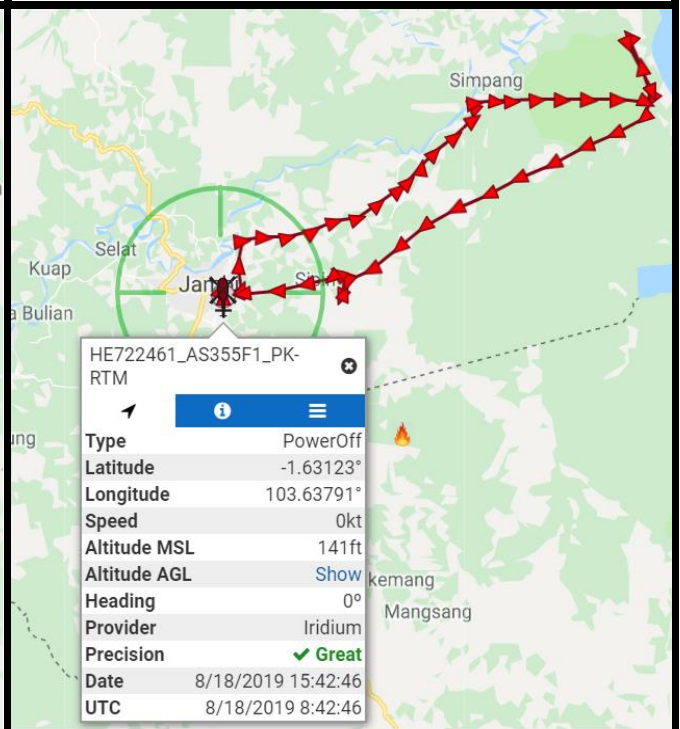 Simpang
Selat
Kuap
Bulian
HE722461_AS355F1_PK-
RTM
Type PowerOff
Latitude -1.63123°
Longitude 103.63791°
Speed 0kt
Altitude MSL 141ft
Altitude AGL Show
Heading 0º
Provider Iridium
Precision Great
Date 8/18/2019 15:42:46
UTC 8/18/2019 8:42:46
kemang
Mangsang